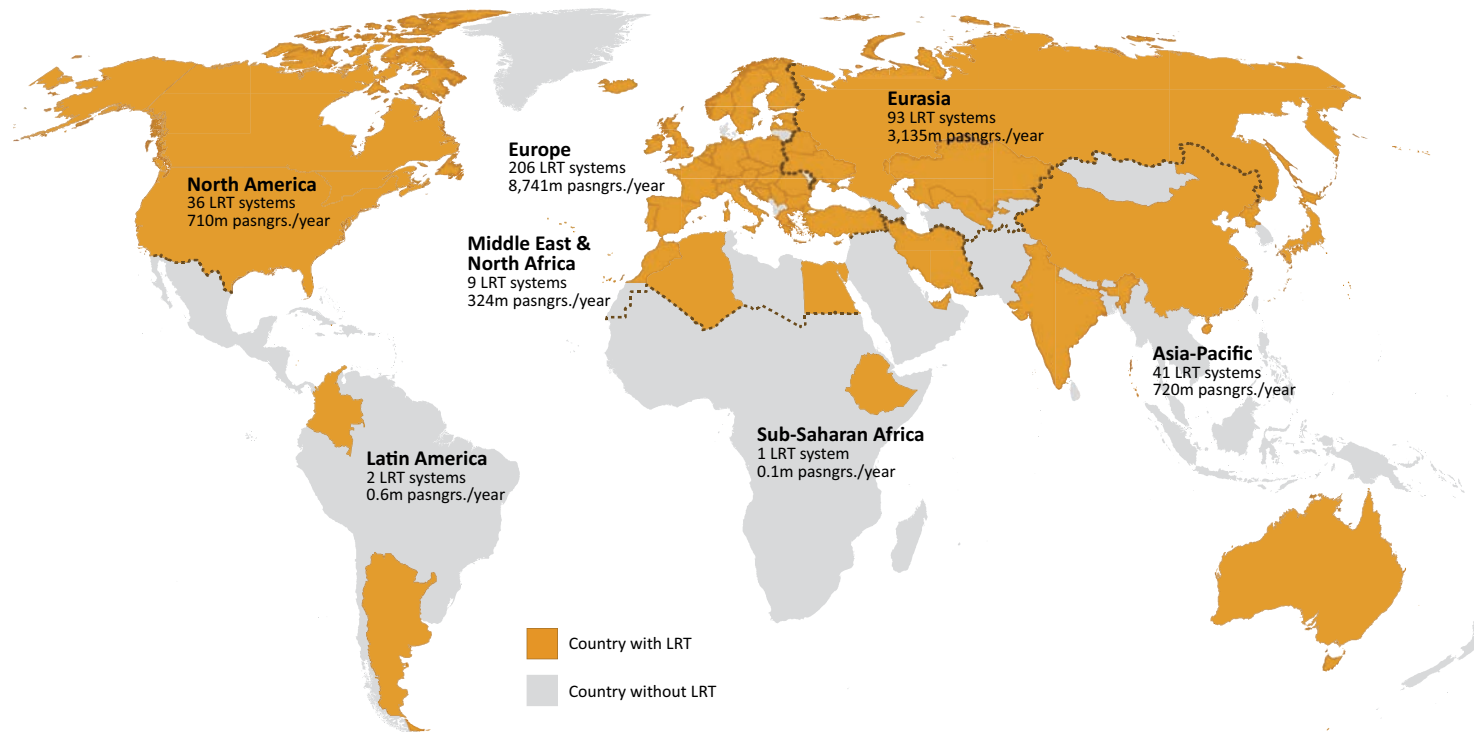 North America
36 LRT systems
710m pasngrs./year
Europe
206 LRT systems
8,741m pasngrs./year
Eurasia
93 LRT systems
3,135m pasngrs./year
Middle East &
North Africa
9 LRT systems
324m pasngrs./year
Asia-Pacific
41 LRT systems
720m pasngrs./year
Sub-Saharan Africa
1 LRT system
0.1m pasngrs./year
Latin America
2 LRT systems
0.6m pasngrs./year
Country with LRT
Country without LRT